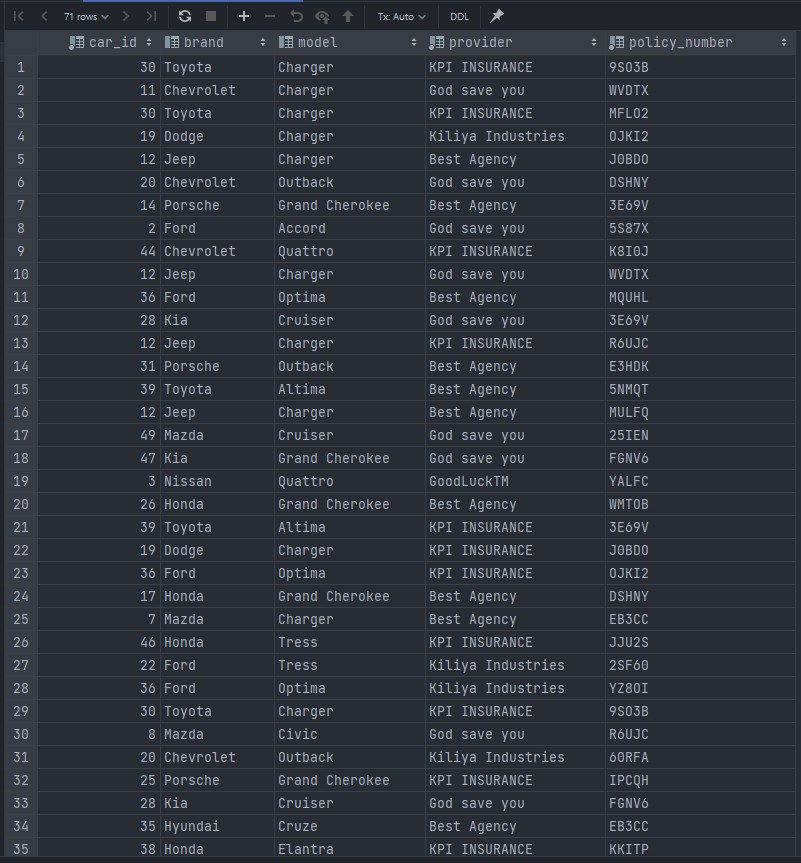 71 rows Tx: Auto DDL
car_id brand model provider policy_number
1 30 Toyota Charger KPI INSURANCE 9SO3B
2 11 Chevrolet Charger God save you WVDTX
3 30 Toyota Charger KPI INSURANCE MFLO2
4 19 Dodge Charger Kiliya Industries OJKI2
5 12 Jeep Charger Best Agency J0BDO
6 20 Chevrolet Outback God save you DSHNY
7 14 Porsche Grand Cherokee Best Agency 3E69V
8 2 Ford Accord God save you 5S87X
9 44 Chevrolet Quattro KPI INSURANCE K8I0J
10 12 Jeep Charger God save you WVDTX
11 36 Ford Optima Best Agency MQUHL
12 28 Kia Cruiser God save you 3E69V
13 12 Jeep Charger KPI INSURANCE R6UJC
14 31 Porsche Outback Best Agency E3HDK
15 39 Toyota Altima Best Agency 5NMQT
16 12 Jeep Charger Best Agency MULFQ
17 49 Mazda Cruiser God save you 25IEN
18 47 Kia Grand Cherokee God save you FGNV6
19 3 Nissan Quattro GoodLuckTM YALFC
20 26 Honda Grand Cherokee Best Agency WMTOB
21 39 Toyota Altima KPI INSURANCE 3E69V
22 19 Dodge Charger KPI INSURANCE J0BDO
23 36 Ford Optima KPI INSURANCE OJKI2
24 17 Honda Grand Cherokee Best Agency DSHNY
25 7 Mazda Charger Best Agency EB3CC
26 46 Honda Tress KPI INSURANCE JJU2S
27 22 Ford Tress Kiliya Industries 2SF60
28 36 Ford Optima Kiliya Industries YZ8OI
29 30 Toyota Charger KPI INSURANCE 9SO3B
30 8 Mazda Civic God save you R6UJC
31 20 Chevrolet Outback Kiliya Industries 60RFA
32 25 Porsche Grand Cherokee KPI INSURANCE IPCQH
33 28 Kia Cruiser God save you FGNV6
34 35 Hyundai Cruze Best Agency EB3CC
35 38 Honda Elantra KPI INSURANCE KKITP